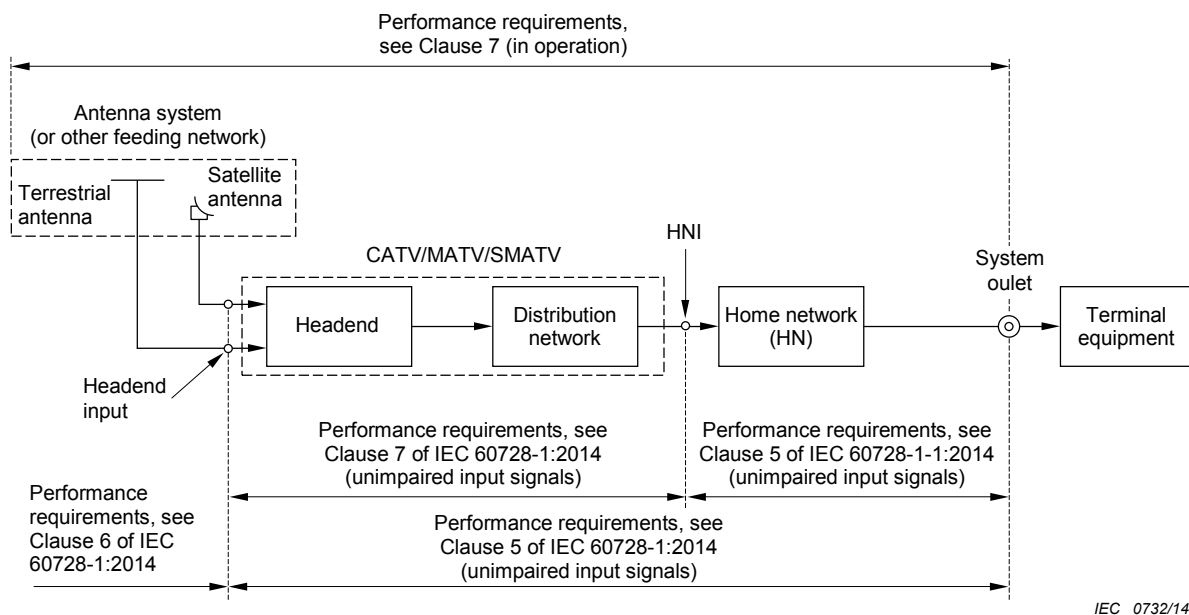 Performance requirements,
see Clause 7 (in operation)
Antenna system
(or other feeding network)
Terrestrial
antenna
Satellite
antenna
HNI
CATV/MATV/SMATV
System
oulet
Headend
Distribution
network
Home network
(HN)
Terminal
equipment
Headend
input
Performance requirements, see
Clause 7 of IEC 60728-1:2014
(unimpaired input signals)
Performance requirements, see
Clause 5 of IEC 60728-1-1:2014
(unimpaired input signals)
Performance
requirements, see
Clause 6 of IEC
60728-1:2014
Performance requirements, see
Clause 5 of IEC 60728-1:2014
(unimpaired input signals)
IEC 0732/14